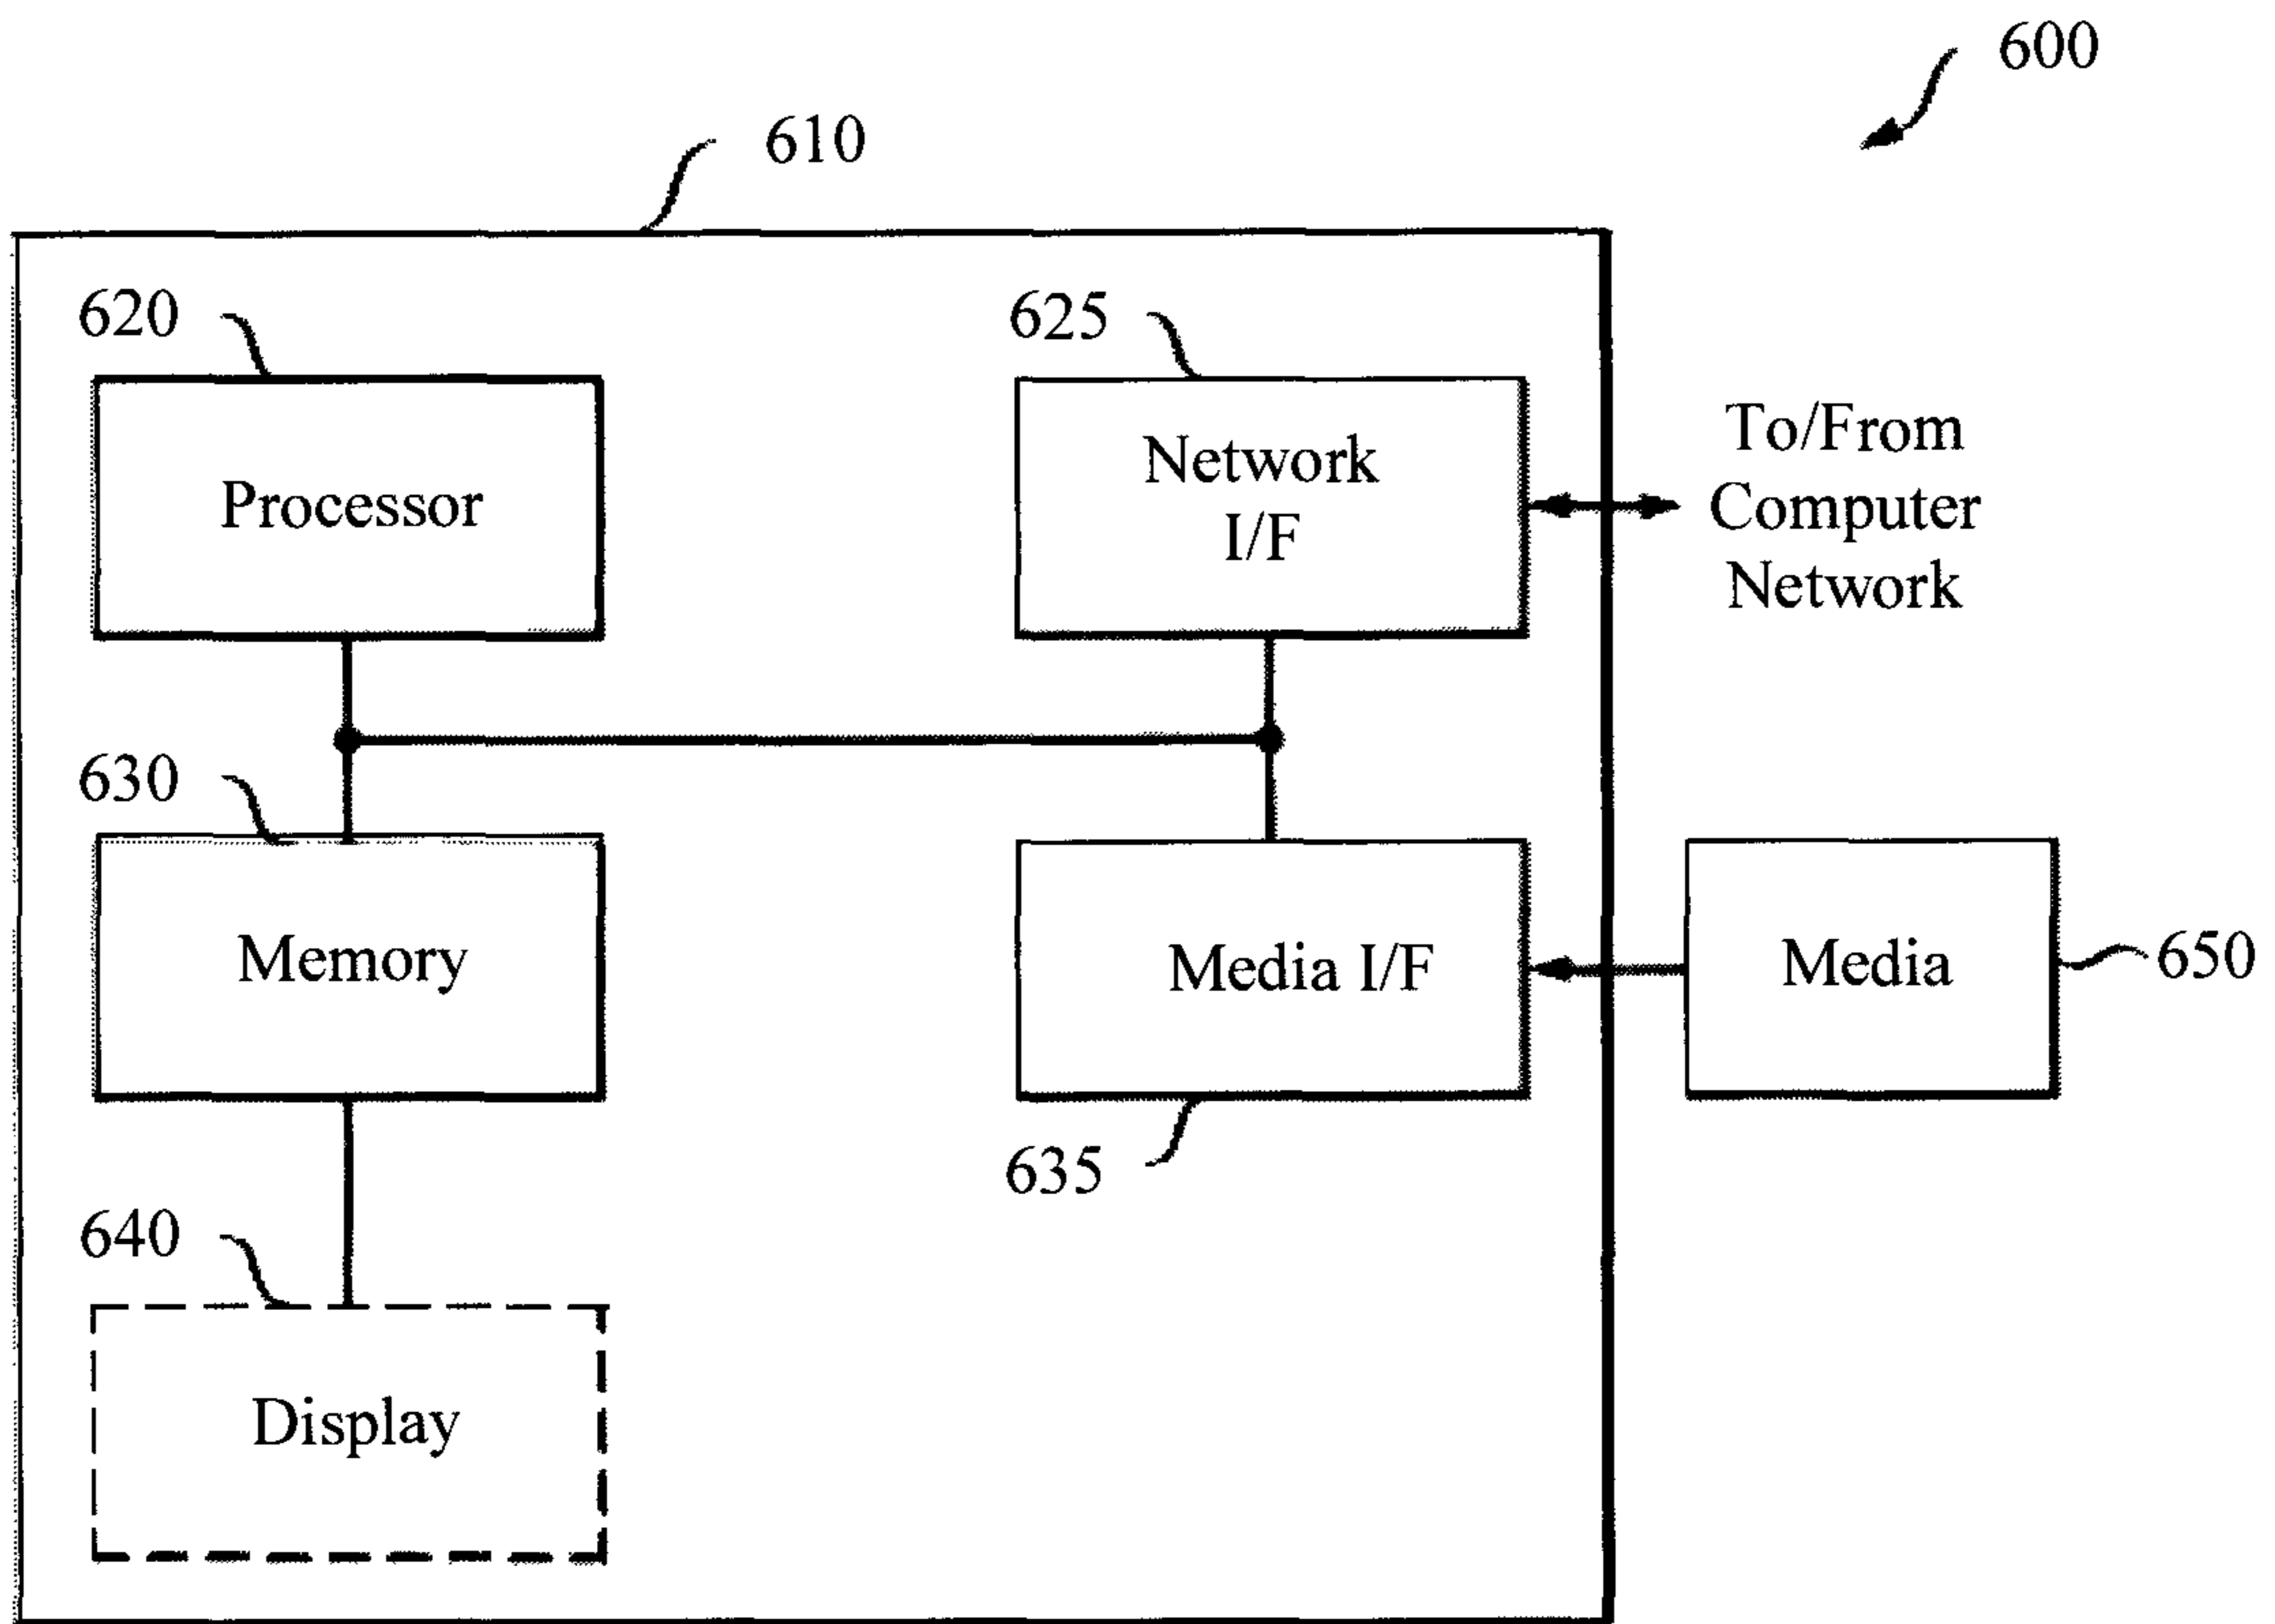 600
610
620
625
Processor
Network
I/F
To/From
Computer
Network
630
Memory
Media I/F
Media
650
635
640
Display